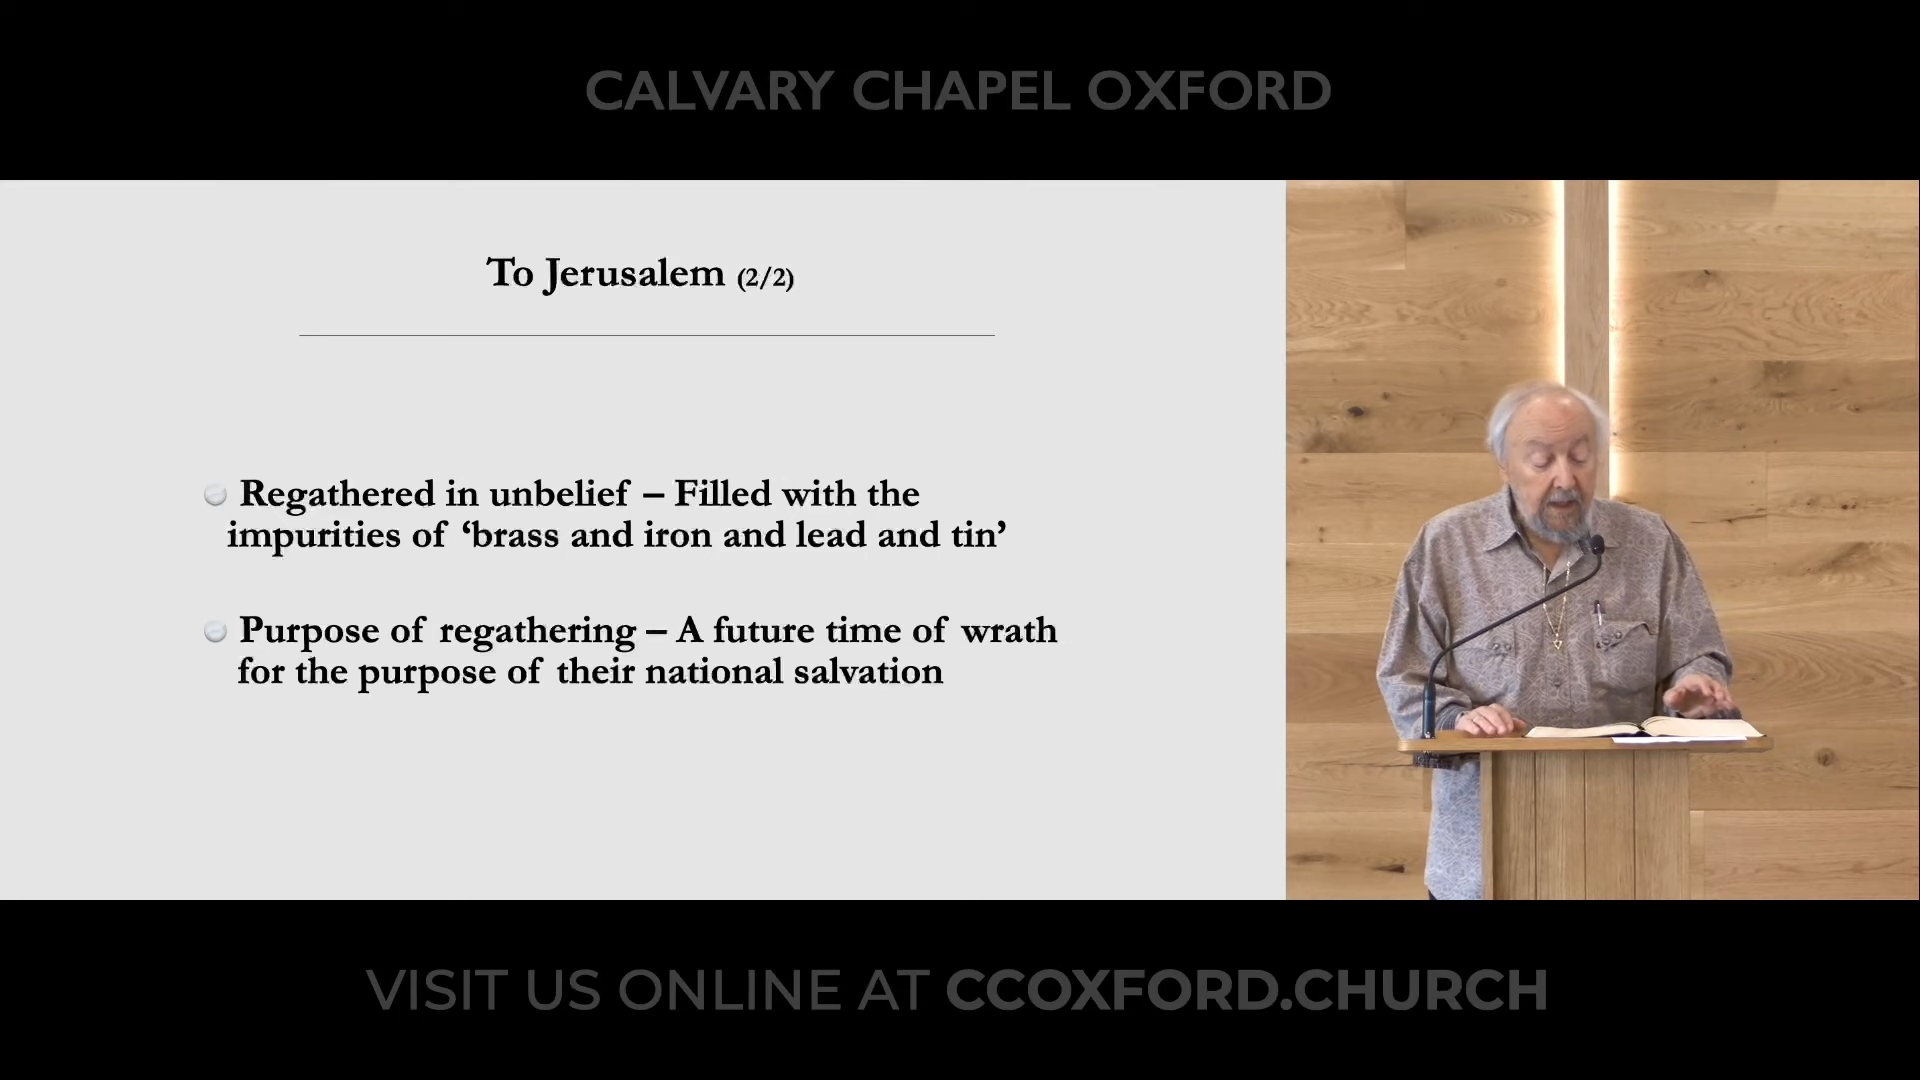 CALVARY CHAPEL OXFORD
To Jerusalem (2/2)
Regathered in unbelief – Filled with the
impurities of ‘brass and iron and lead and tin’
Purpose of regathering – A future time of wrath
for the purpose of their national salvation
VISIT US ONLINE AT CCOXFORD.CHURCH